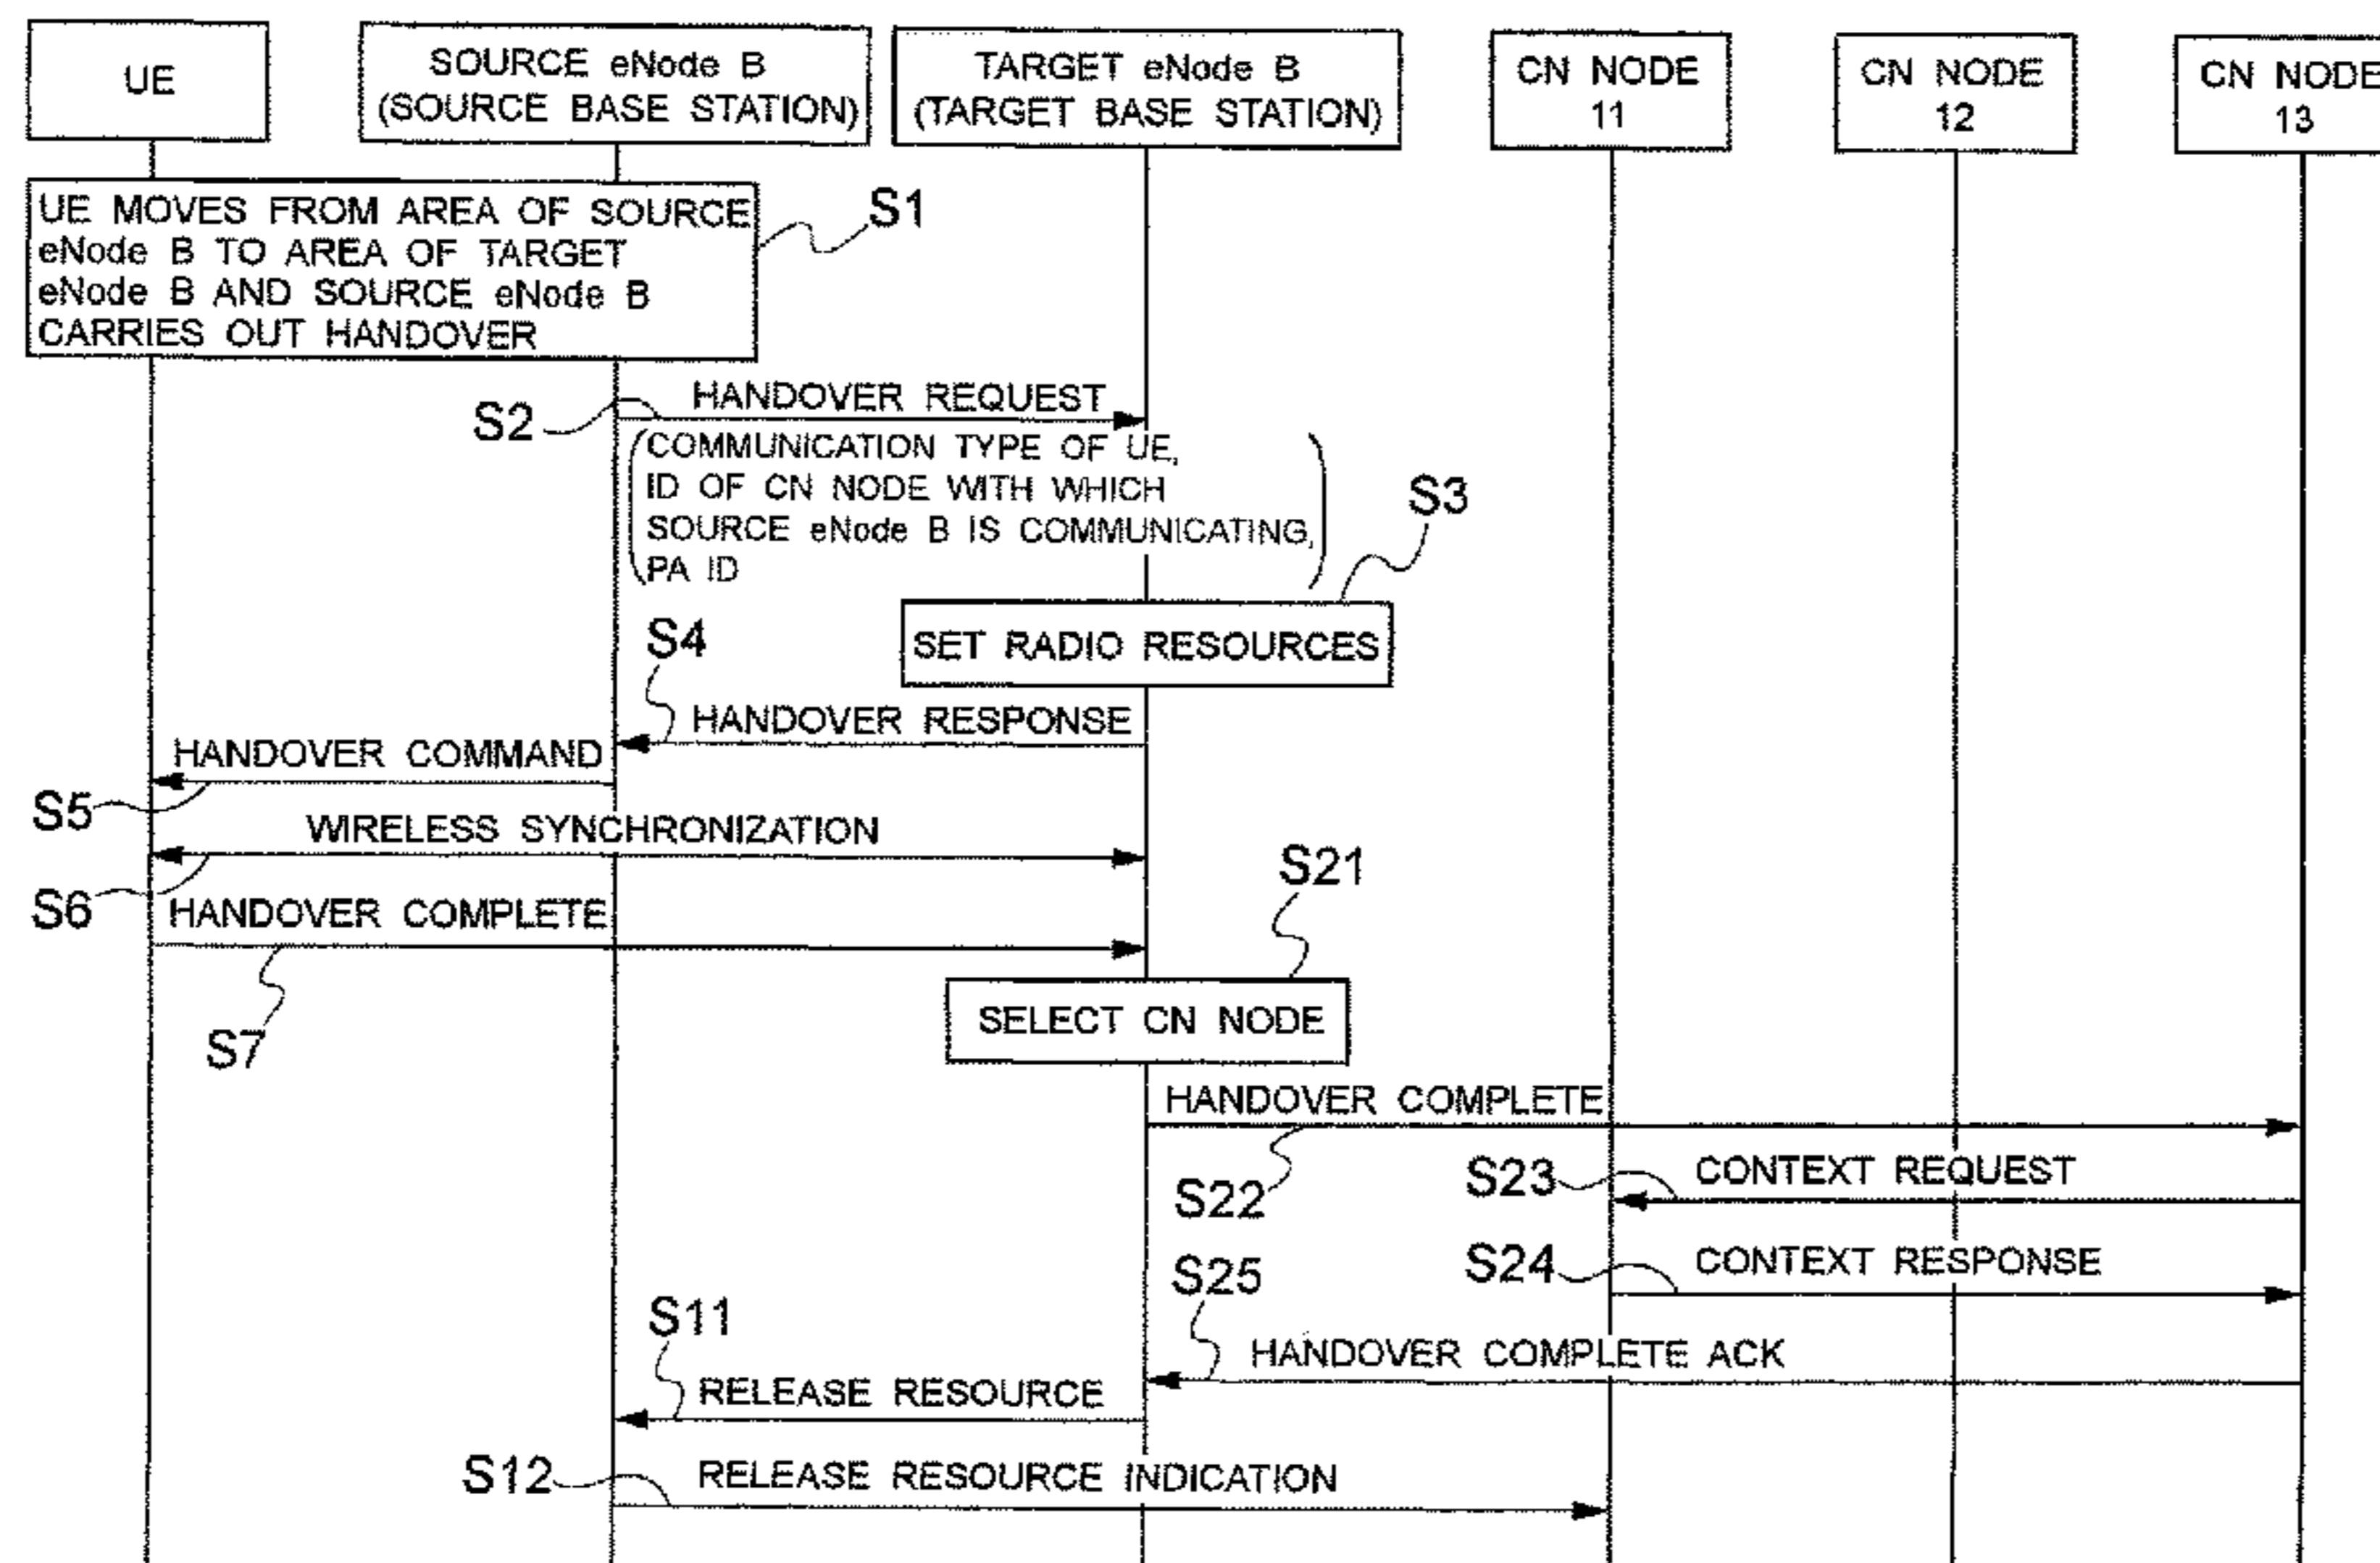 UE
SOURCE eNode B
(SOURCE BASE STATION)
TARGET eNode B
(TARGET BASE STATION)
CN NODE
11
CN NODE
12
CN NODE
13
UE MOVES FROM AREA OF SOURCE
eNode B TO AREA OF TARGET
eNode B AND SOURCE eNode B
CARRIES OUT HANDOVER
S1
S2
HANDOVER REQUEST
(COMMUNICATION TYPE OF UE,
ID OF CN NODE WITH WHICH
SOURCE eNode B IS COMMUNICATING,
PA ID)
S3
SET RADIO RESOURCES
S4
HANDOVER RESPONSE
HANDOVER COMMAND
S5
WIRELESS SYNCHRONIZATION
S6
HANDOVER COMPLETE
S7
S21
SELECT CN NODE
HANDOVER COMPLETE
S22
S23
CONTEXT REQUEST
S24
CONTEXT RESPONSE
S25
HANDOVER COMPLETE ACK
S11
RELEASE RESOURCE
S12
RELEASE RESOURCE INDICATION